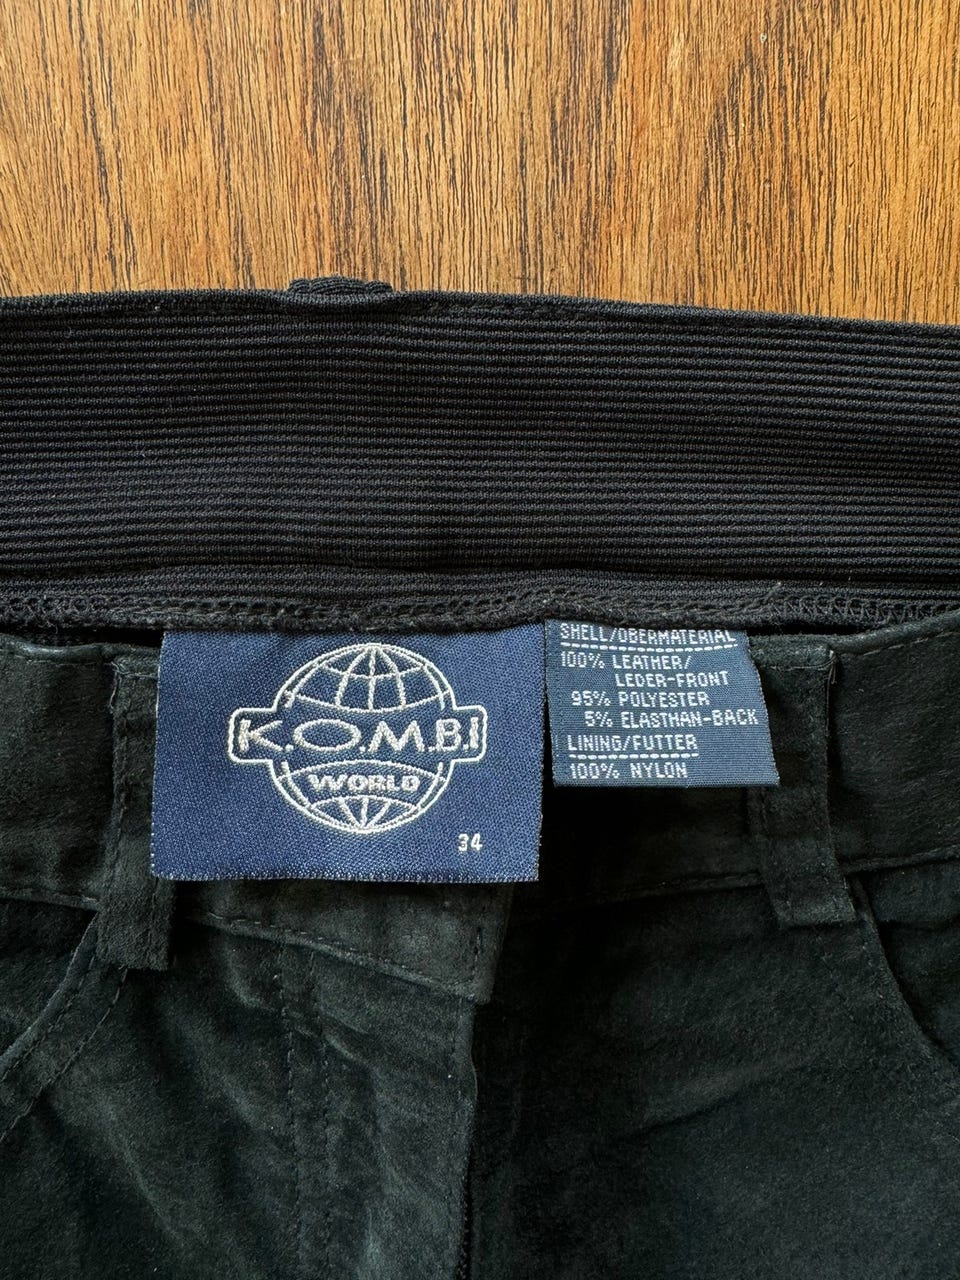 K.O.M.B.I
WORLD
34
SHELL/OBERMATERIAL
100% LEATHER/
LEDER-FRONT
95% POLYESTER
5% ELASTHAN-BACK
LINING/FUTTER
100% NYLON